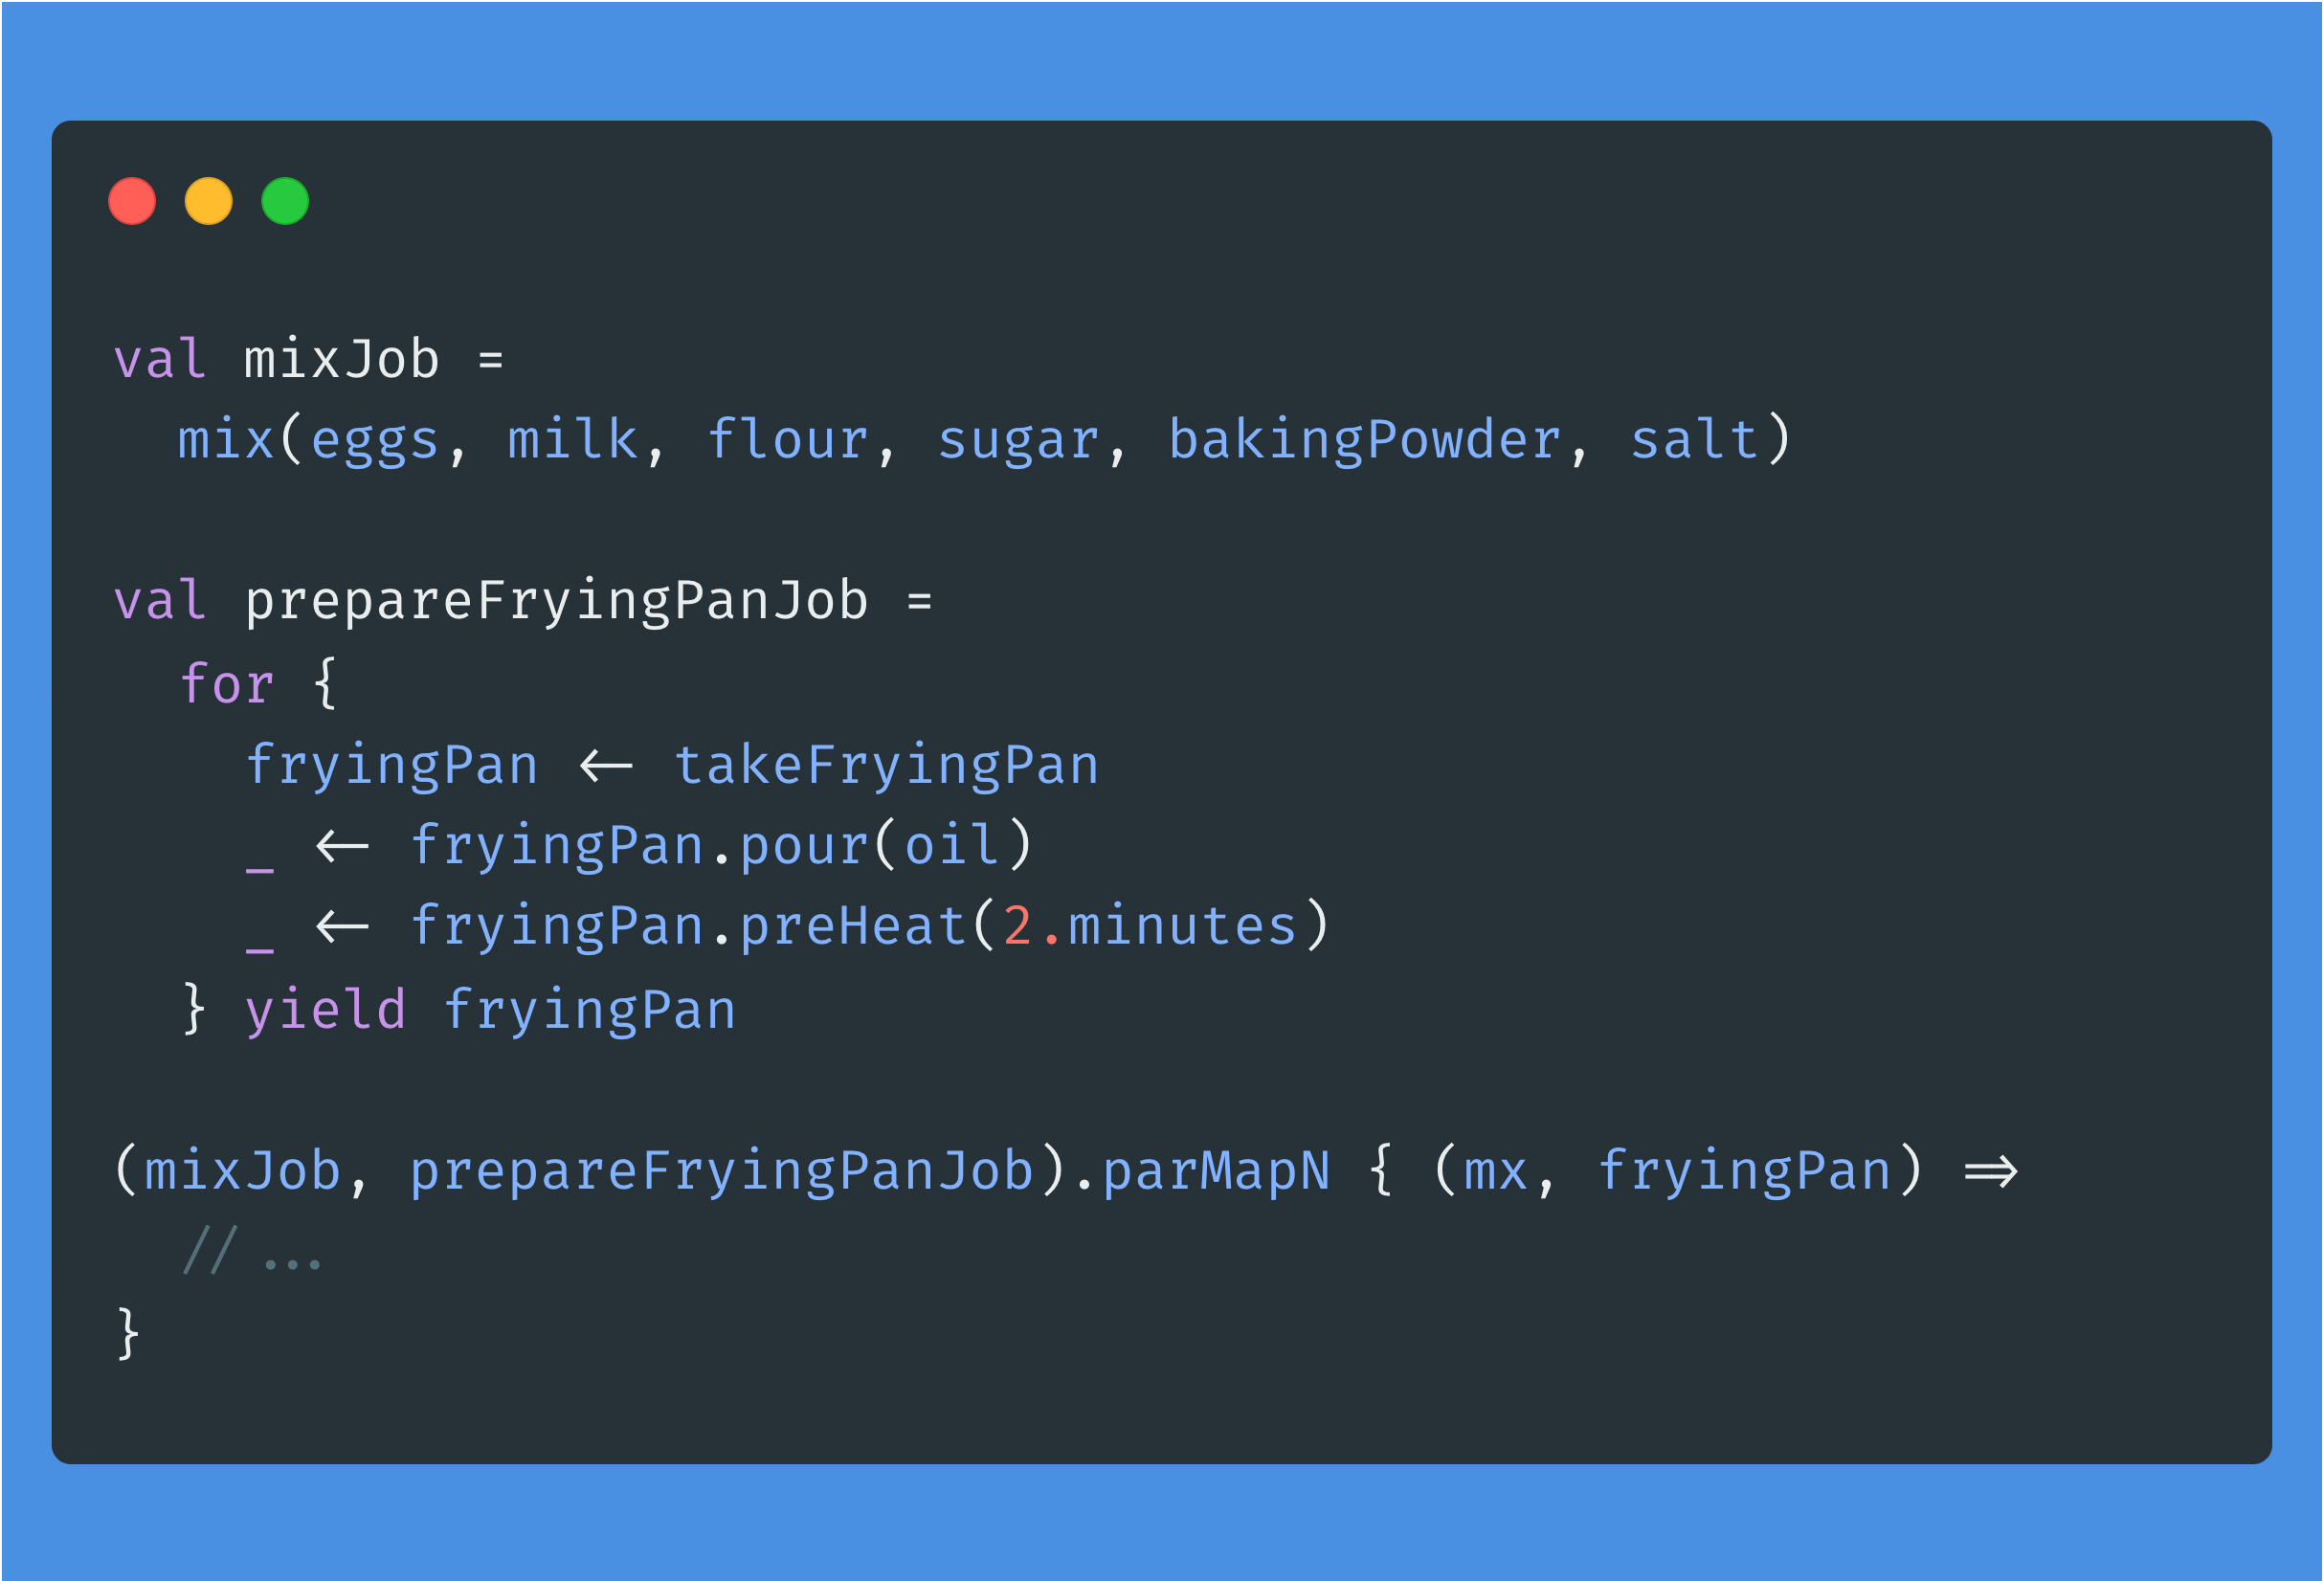 val mixJob =
  mix(eggs, milk, flour, sugar, bakingPowder, salt)
val prepareFryingPanJob =
  for {
    fryingPan <- takeFryingPan
    _ <- fryingPan.pour(oil)
    _ <- fryingPan.preHeat(2.minutes)
  } yield fryingPan
(mixJob, prepareFryingPanJob).parMapN { (mx, fryingPan) =>
  // ...
}